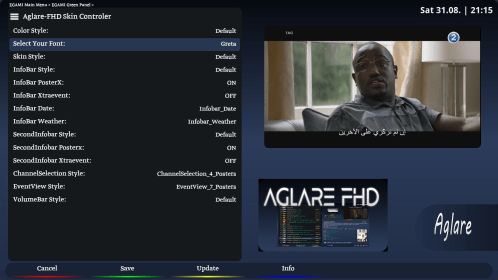 EGAMI Main Menu > EGAMI Green Panel >
Aglare-FHD Skin Controler
Sat 31.08. | 21:15
Color Style: Default
Select Your Font: Greta
Skin Style: Default
InfoBar Style: Default
InfoBar PosterX: ON
InfoBar Xtraevent: OFF
InfoBar Date: Infobar_Date
InfoBar Weather: Infobar_Weather
SecondInfobar Style: Default
SecondInfobar Posterx: ON
SecondInfobar Xtraevent: OFF
ChannelSelection Style: ChannelSelection_4_Posters
EventView Style: EventView_7_Posters
VolumeBar Style: Default
2
إن لم تركزي على الآخرين
AGLARE FHD
Aglare
Cancel
Save
Update
Info